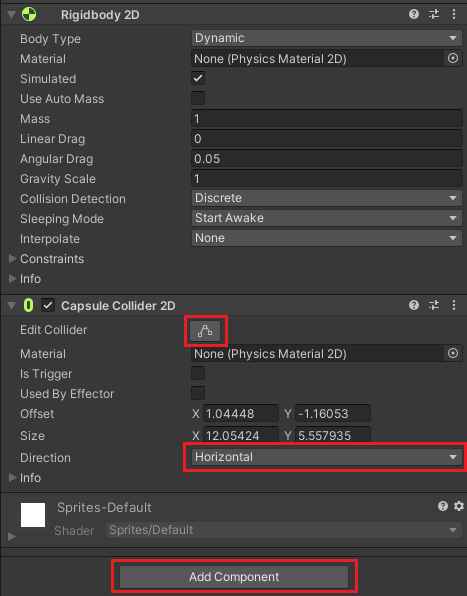 Rigidbody 2D
Body Type Dynamic
Material None (Physics Material 2D)
Simulated
Use Auto Mass
Mass 1
Linear Drag 0
Angular Drag 0.05
Gravity Scale 1
Collision Detection Discrete
Sleeping Mode Start Awake
Interpolate None
Constraints
Info
Capsule Collider 2D
Edit Collider
Material None (Physics Material 2D)
Is Trigger
Used By Effector
Offset X 1.04448 Y -1.16053
Size X 12.05424 Y 5.557935
Direction Horizontal
Info
Sprites-Default
Shader Sprites/Default
Add Component